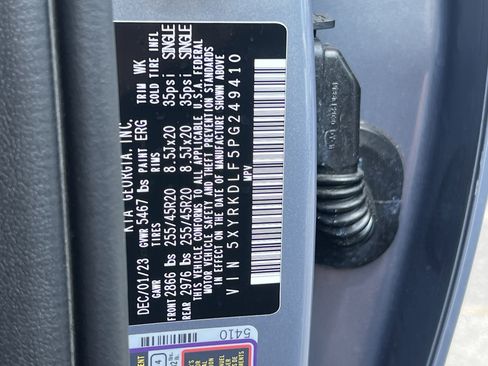 KIA GEORGIA, INC.
DEC/01/23 GVWR 5467 lbs PAINT ERG TRIM WK
GAWR TIRES RIMS COLD TIRE INFL
FRONT 2866 lbs 255/45R20 8.5Jx20 35psi SINGLE
REAR 2976 lbs 255/45R20 8.5Jx20 35psi SINGLE
THIS VEHICLE CONFORMS TO ALL APPLICABLE U.S.A. FEDERAL
MOTOR VEHICLE SAFETY AND THEFT PREVENTION STANDARDS
IN EFFECT ON THE DATE OF MANUFACTURE SHOWN ABOVE
VIN 5XYRKDLF5PG249410
MPV
5410